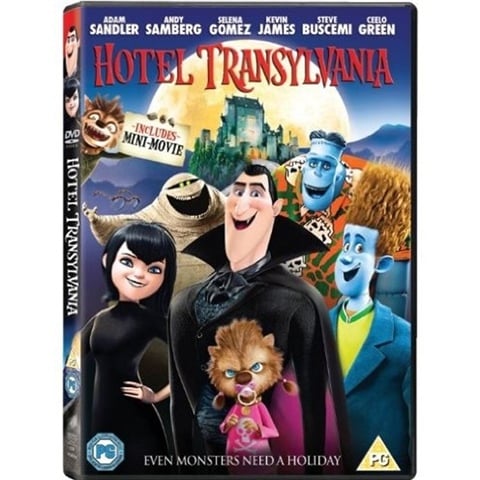 ADAM SANDLER
ANDY SAMBERG
SELENA GOMEZ
KEVIN JAMES
STEVE BUSCEMI
CEELO GREEN
HOTEL TRANSYLVANIA
-INCLUDES-
MINI-MOVIE
EVEN MONSTERS NEED A HOLIDAY
PG
PG
DVD
HOTEL TRANSYLVANIA
PG